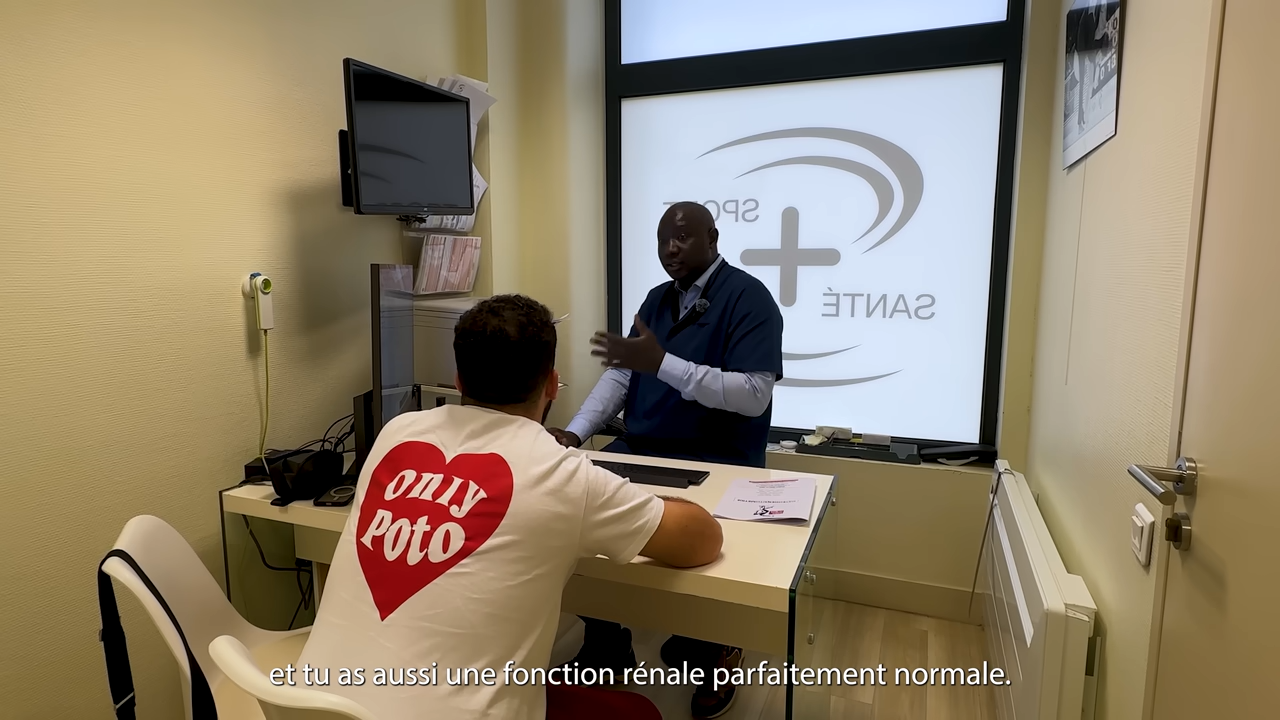 SPORT
SANTÉ
only
Poto
et tu as aussi une fonction rénale parfaitement normale.